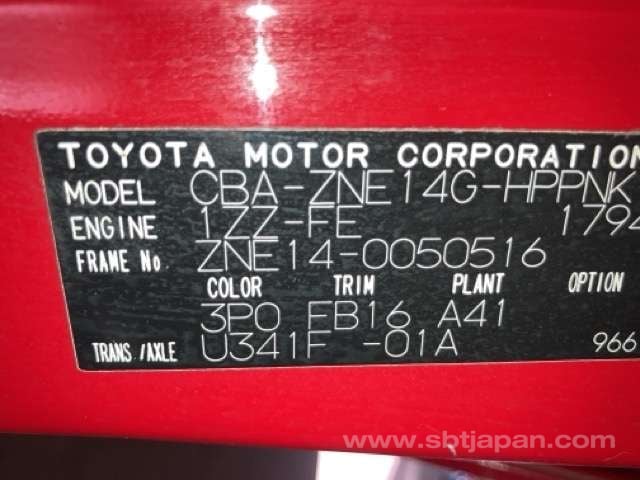 TOYOTA MOTOR CORPORATION
MODEL CBA-ZNE14G-HPPNK
ENGINE 1ZZ-FE 1794
FRAME No. ZNE14-0050516
COLOR TRIM PLANT OPTION
3P0 FB16 A41
TRANS/AXLE U341F -01A 966
www.sbtjapan.com